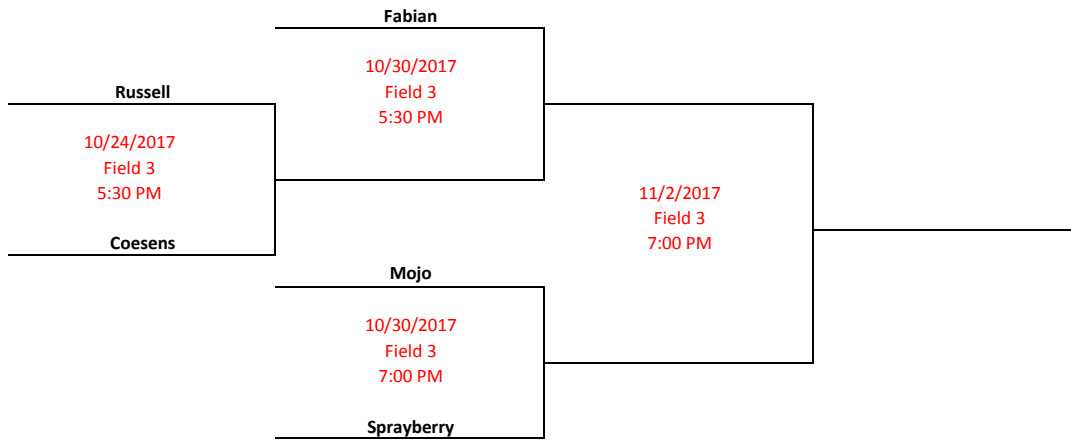 Fabian
10/30/2017
Field 3
5:30 PM
Russell
10/24/2017
Field 3
5:30 PM
Coesens
11/2/2017
Field 3
7:00 PM
Mojo
10/30/2017
Field 3
7:00 PM
Sprayberry